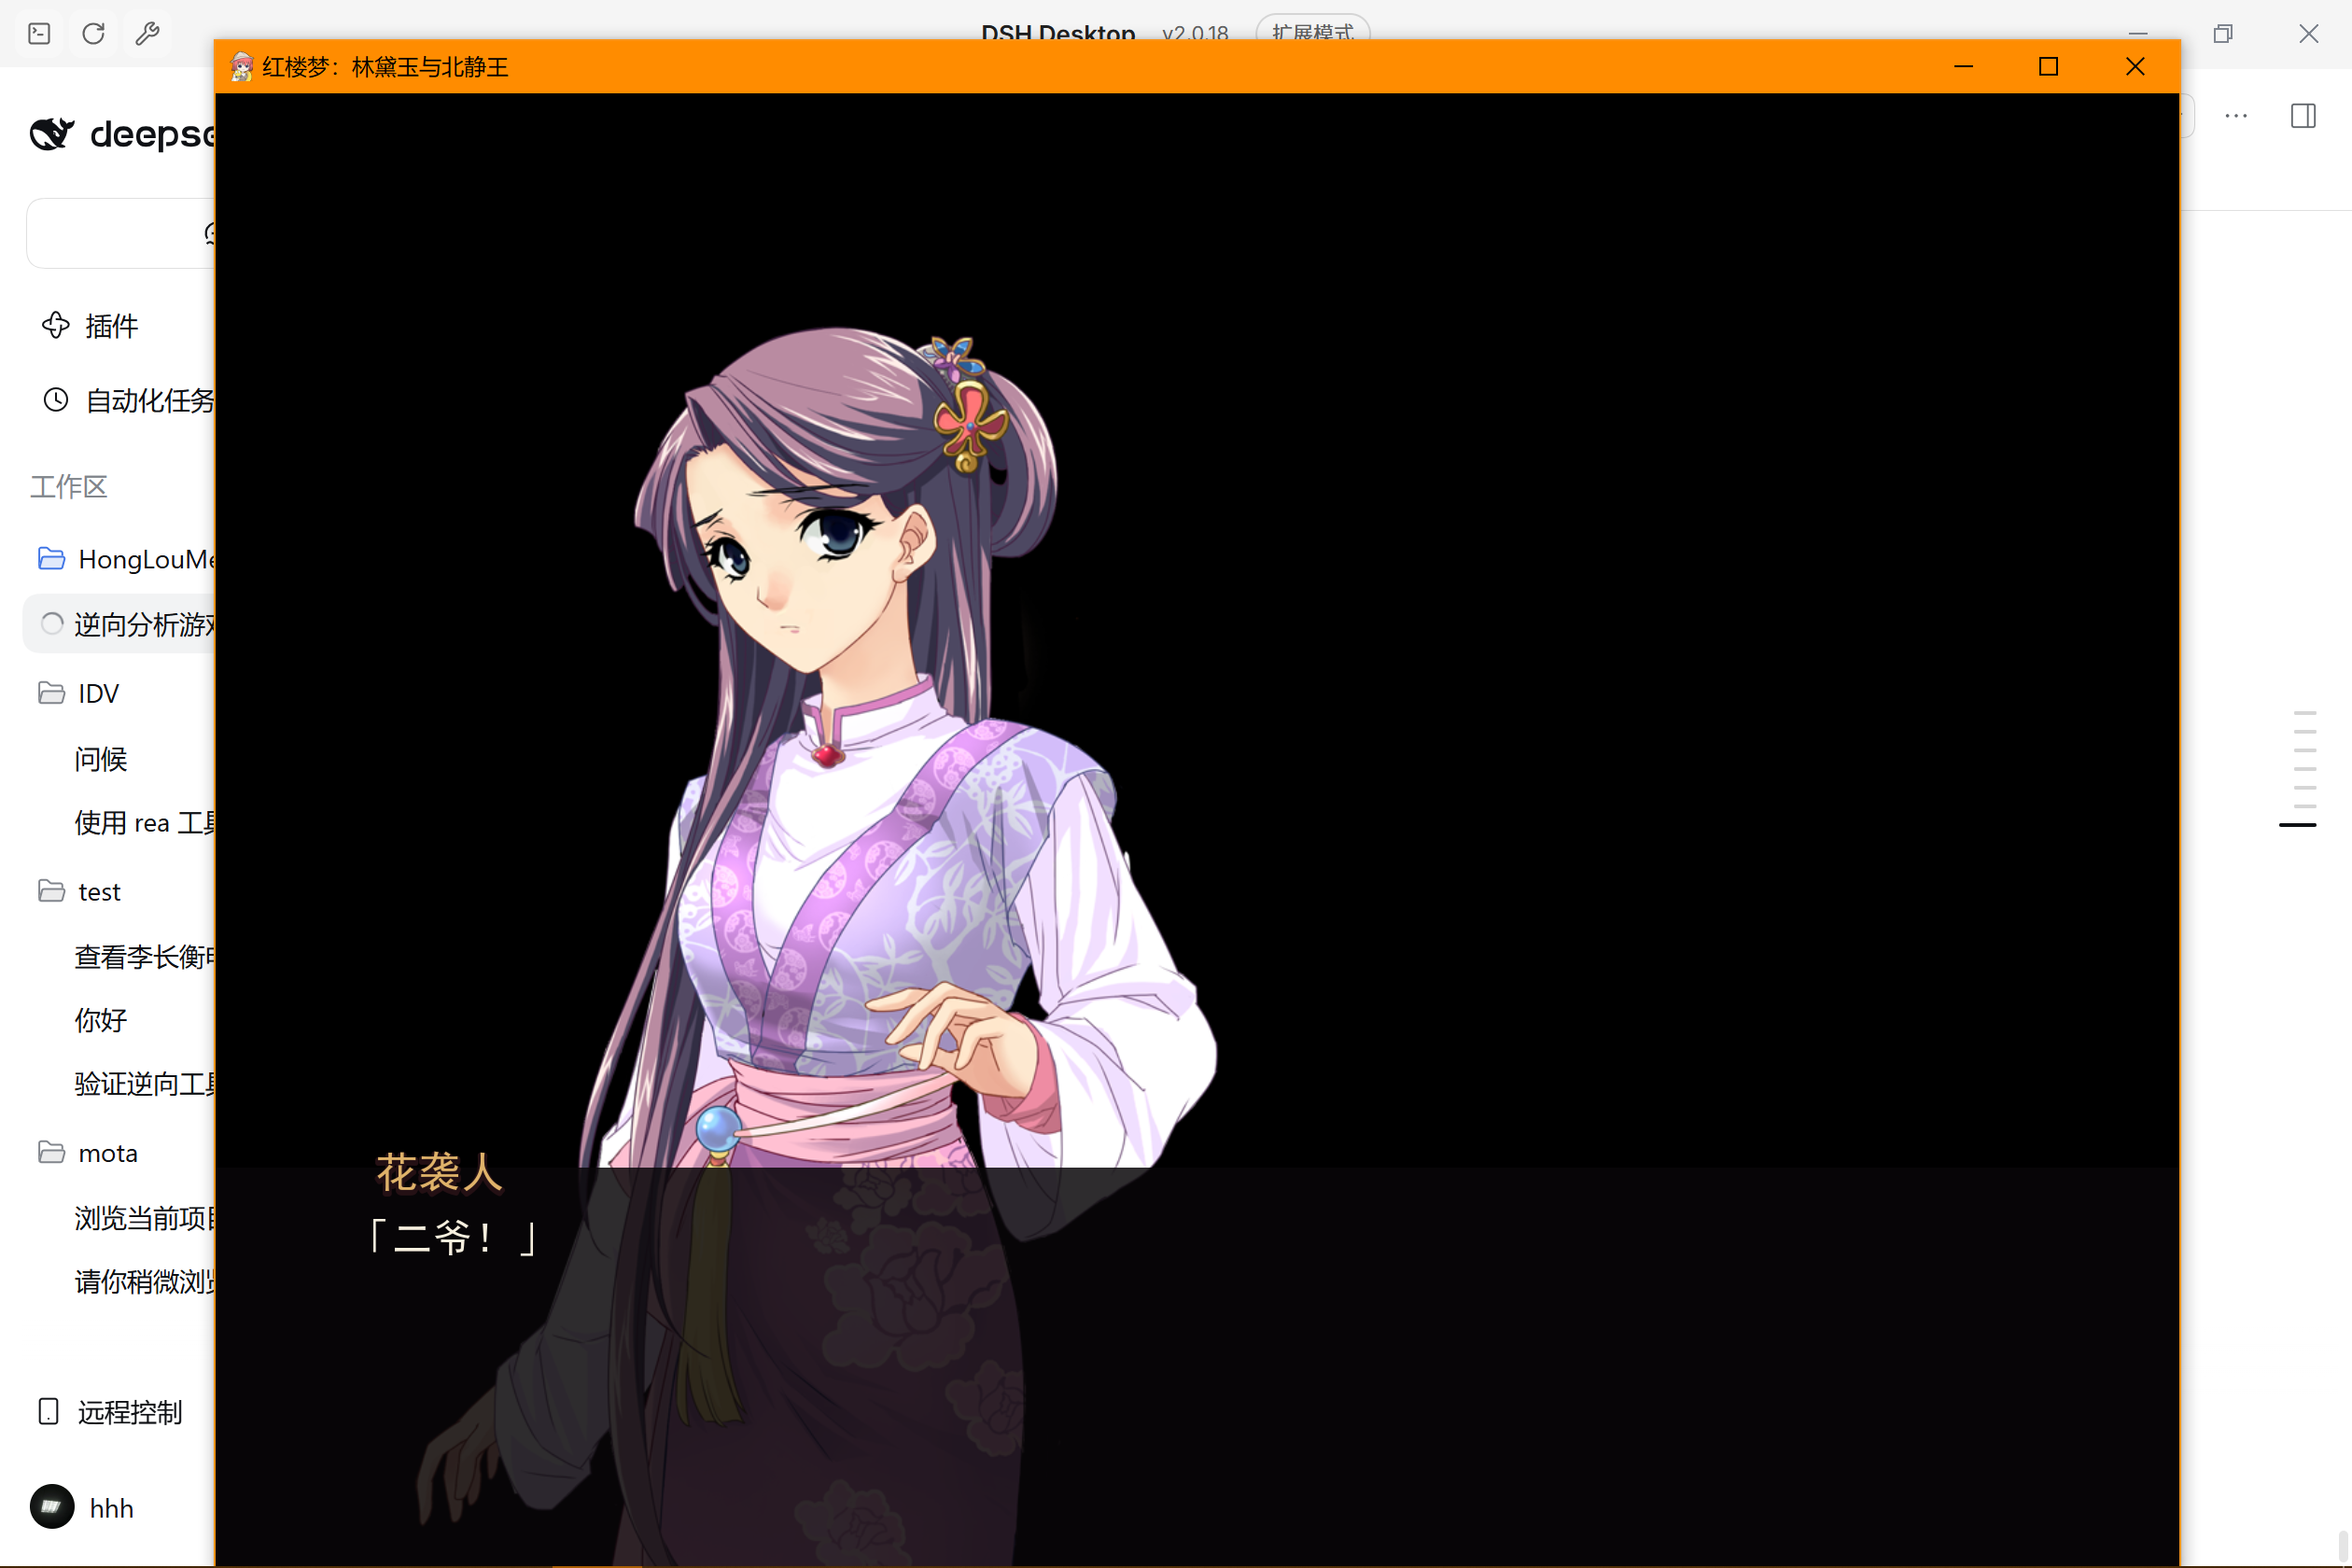 DSH Desktop v2.0.18 扩展模式
红楼梦：林黛玉与北静王
deeps
插件
自动化任务
工作区
HongLouM
逆向分析游
IDV
问候
使用 rea 工
test
查看李长衡
你好
验证逆向工
mota
浏览当前项
请你稍微浏
远程控制
hhh
花袭人
「二爷！」